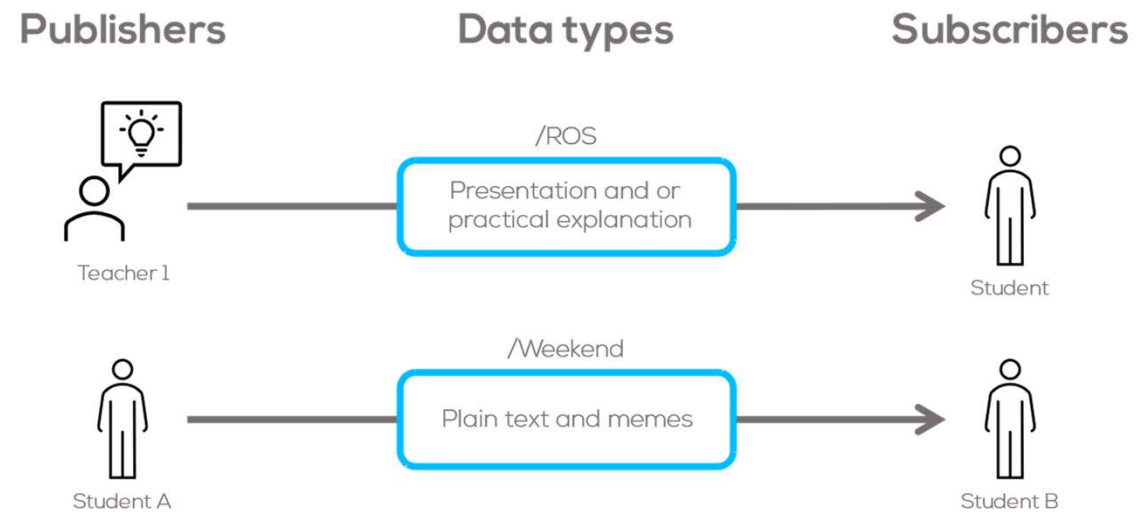 Publishers
Data types
Subscribers
/ROS
Presentation and or
practical explanation
Teacher 1
Student
/Weekend
Plain text and memes
Student A
Student B